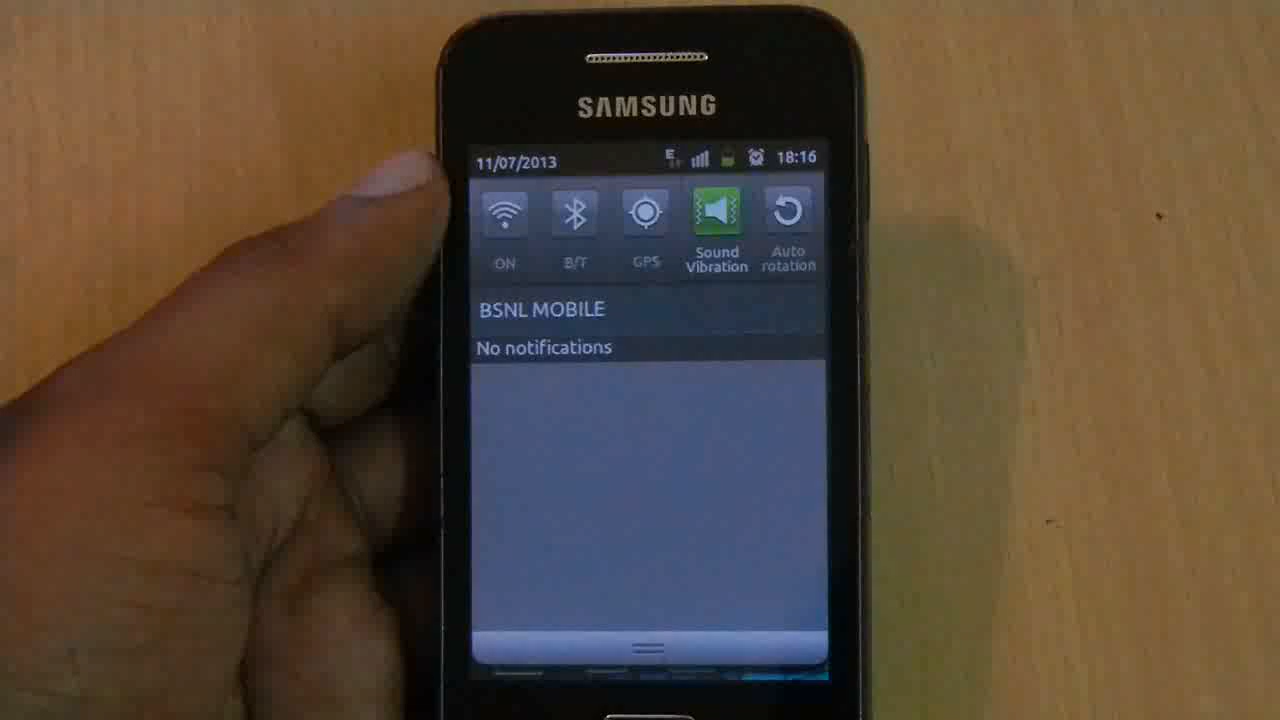 SAMSUNG
11/07/2013 E 18:16
ON B/T GPS Sound Vibration Auto rotation
BSNL MOBILE
No notifications